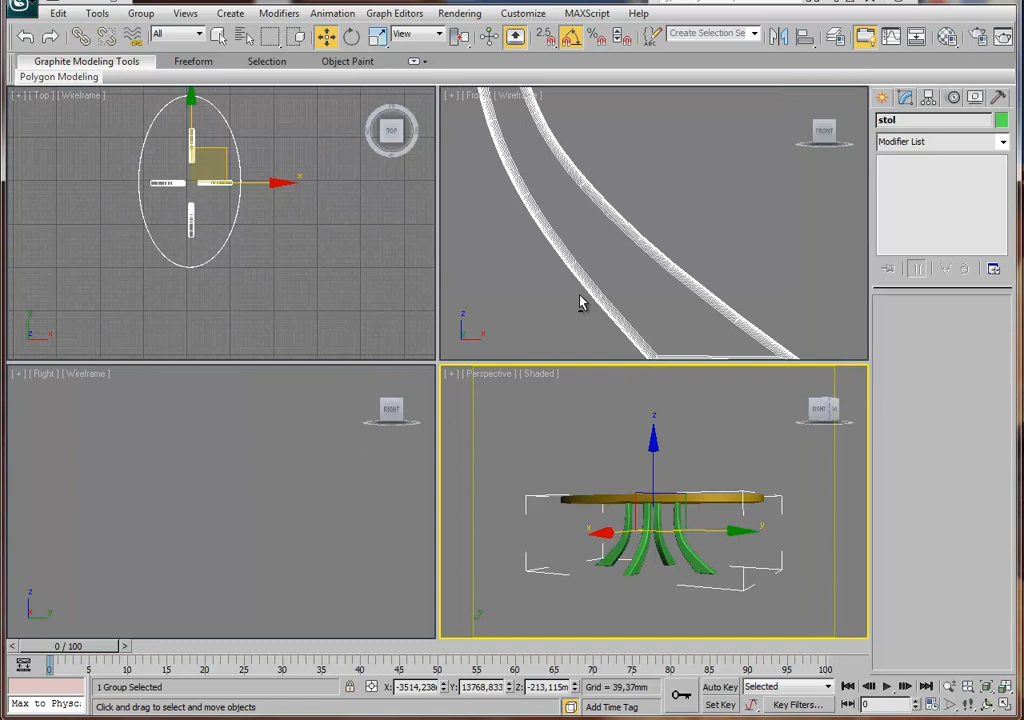 Edit Tools Group Views Create Modifiers Animation Graph Editors Rendering Customize MAXScript Help
All View 2.5 % ABC Create Selection Se
Graphite Modeling Tools Freeform Selection Object Paint
Polygon Modeling
[ + ] [ Top ] [ Wireframe ]
TOP
x
z x
[ + ] [ Wireframe ]
FRONT
z
x
stol
Modifier List
[ + ] [ Right ] [ Wireframe ]
RIGHT
z
x y
[ + ] [ Perspective ] [ Shaded ]
RIGHT
z
x y
y
< 0 / 100 >
0 5 10 15 20 25 30 35 40 45 50 55 60 65 70 75 80 85 90 95 100
Max to Physc
1 Group Selected
X: -3514,238 Y: 13768,833 Z: -213,115m Grid = 39,37mm
Click and drag to select and move objects
Add Time Tag
Auto Key Selected
Set Key Key Filters... 0